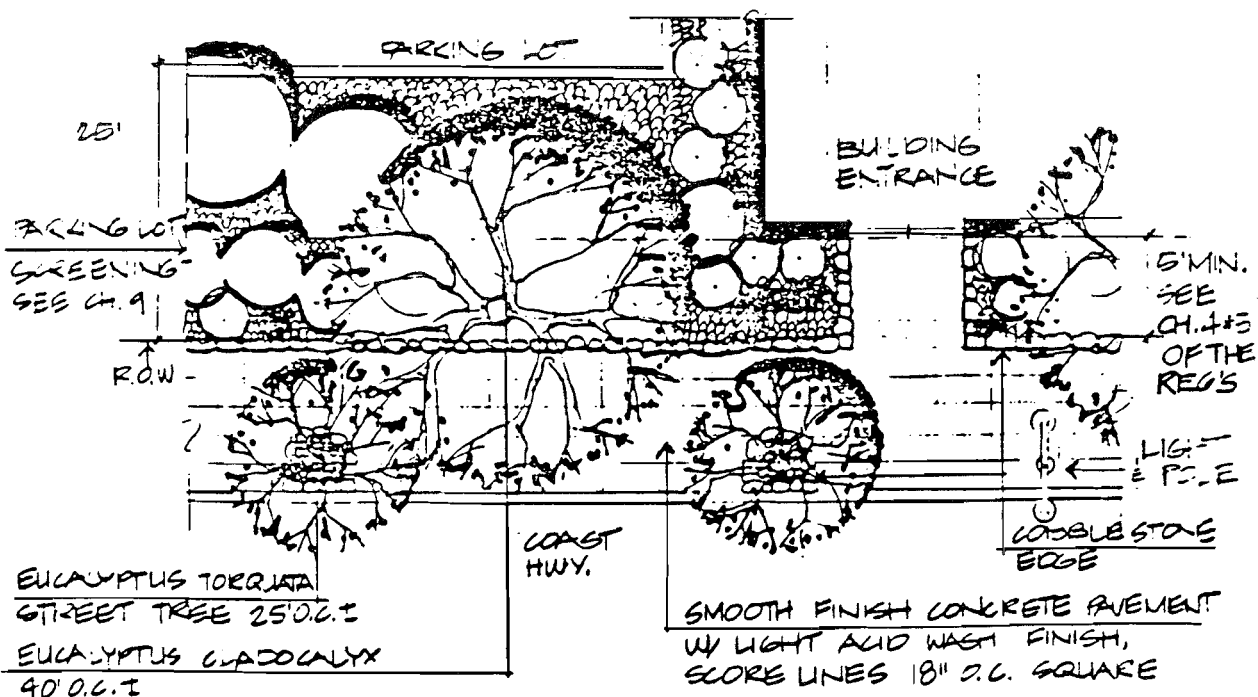 PARKING LOT
25'
BUILDING
ENTRANCE
PARKING LOT
SCREENING
SEE CH. 9
5' MIN.
SEE
CH. 4 #5
OF THE
REG'S
R.O.W
LIGHT
POLE
COAST
HWY.
COBBLESTONE
EDGE
EUCALYPTUS TORQUATA
STREET TREE 25' O.C. ±
EUCALYPTUS CLADOCALYX
40' O.C. ±
SMOOTH FINISH CONCRETE PAVEMENT
W/ LIGHT ACID WASH FINISH,
SCORE LINES 18" O.C. SQUARE